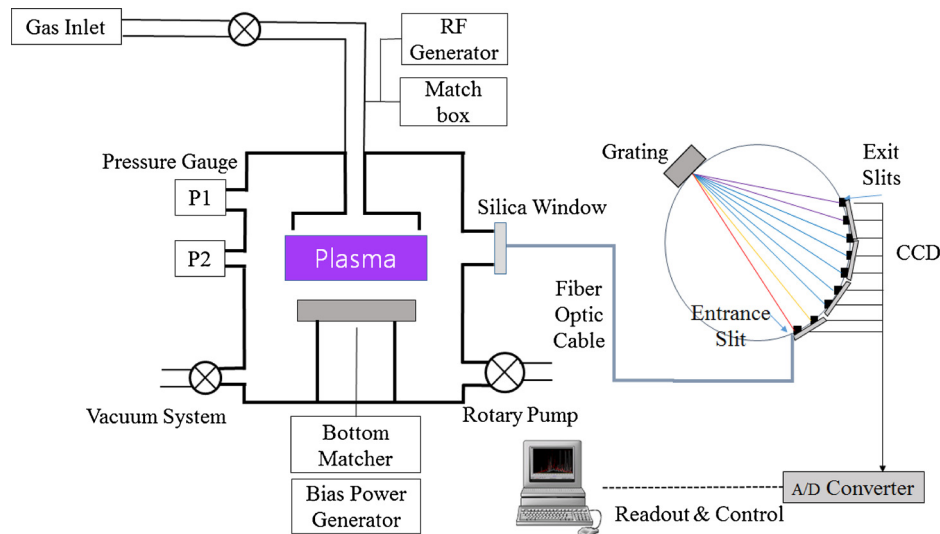 Gas Inlet
RF
Generator
Match
box
Pressure Gauge
P1
P2
Plasma
Silica Window
Grating
Exit
Slits
CCD
Fiber
Optic
Cable
Entrance
Slit
Vacuum System
Rotary Pump
Bottom
Matcher
Bias Power
Generator
A/D Converter
Readout & Control